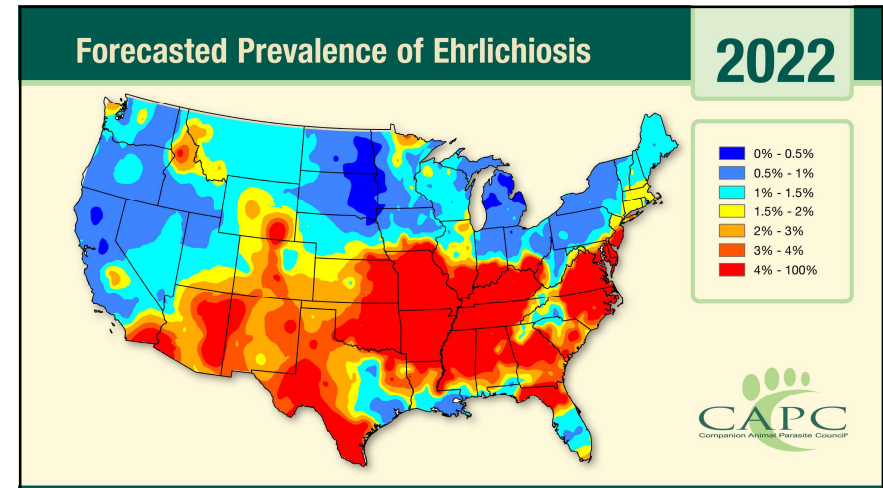 Forecasted Prevalence of Ehrlichiosis
2022
0% - 0.5%
0.5% - 1%
1% - 1.5%
1.5% - 2%
2% - 3%
3% - 4%
4% - 100%
CAPC
Companion Animal Parasite Council®